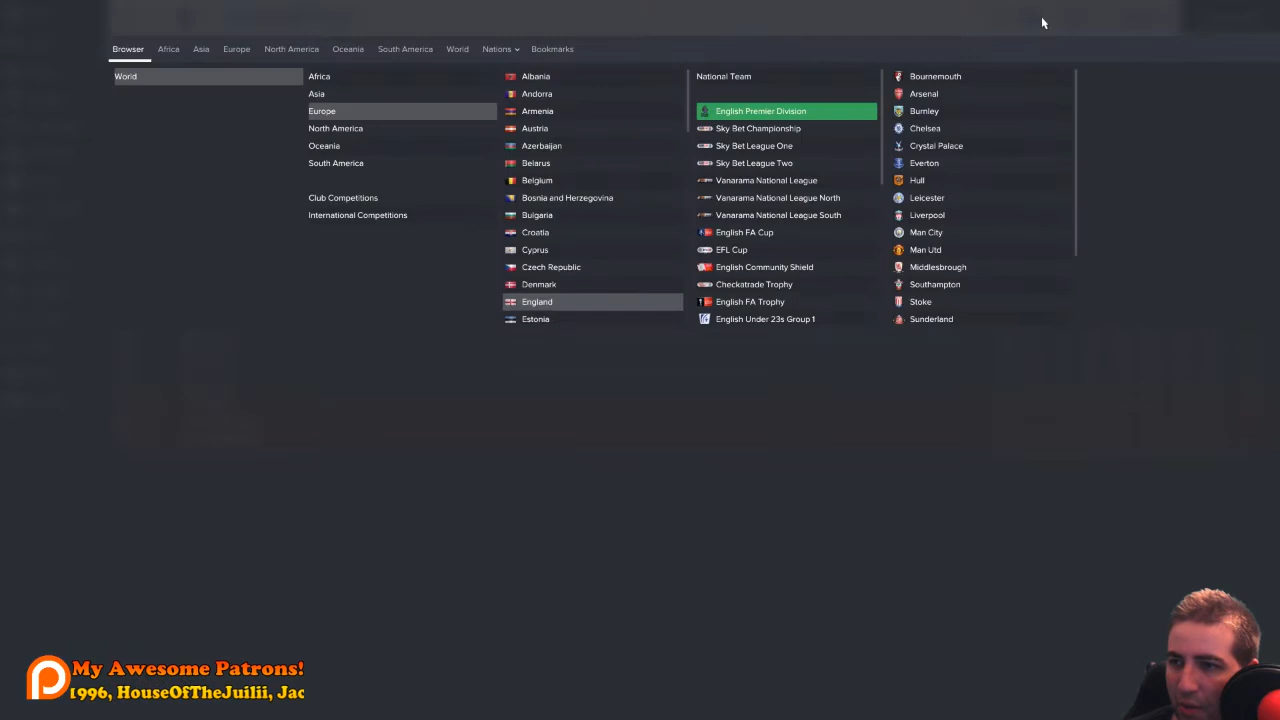 Browser Africa Asia Europe North America Oceania South America World Nations Bookmarks
World
Africa
Asia
Europe
North America
Oceania
South America
Club Competitions
International Competitions
Albania
Andorra
Armenia
Austria
Azerbaijan
Belarus
Belgium
Bosnia and Herzegovina
Bulgaria
Croatia
Cyprus
Czech Republic
Denmark
England
Estonia
National Team
English Premier Division
Sky Bet Championship
Sky Bet League One
Sky Bet League Two
Vanarama National League
Vanarama National League North
Vanarama National League South
English FA Cup
EFL Cup
English Community Shield
Checkatrade Trophy
English FA Trophy
English Under 23s Group 1
Bournemouth
Arsenal
Burnley
Chelsea
Crystal Palace
Everton
Hull
Leicester
Liverpool
Man City
Man Utd
Middlesbrough
Southampton
Stoke
Sunderland
My Awesome Patrons!
1996, HouseOfTheJuilii, Jac